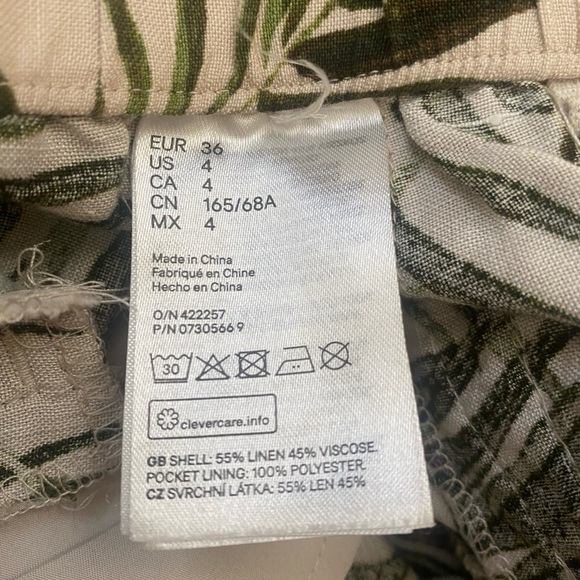 EUR 36
US 4
CA 4
CN 165/68A
MX 4
Made in China
Fabriqué en Chine
Hecho en China
O/N 422257
P/N 0730566 9
30
clevercare.info
GB SHELL: 55% LINEN 45% VISCOSE.
POCKET LINING: 100% POLYESTER.
CZ SVRCHNÍ LÁTKA: 55% LEN 45%